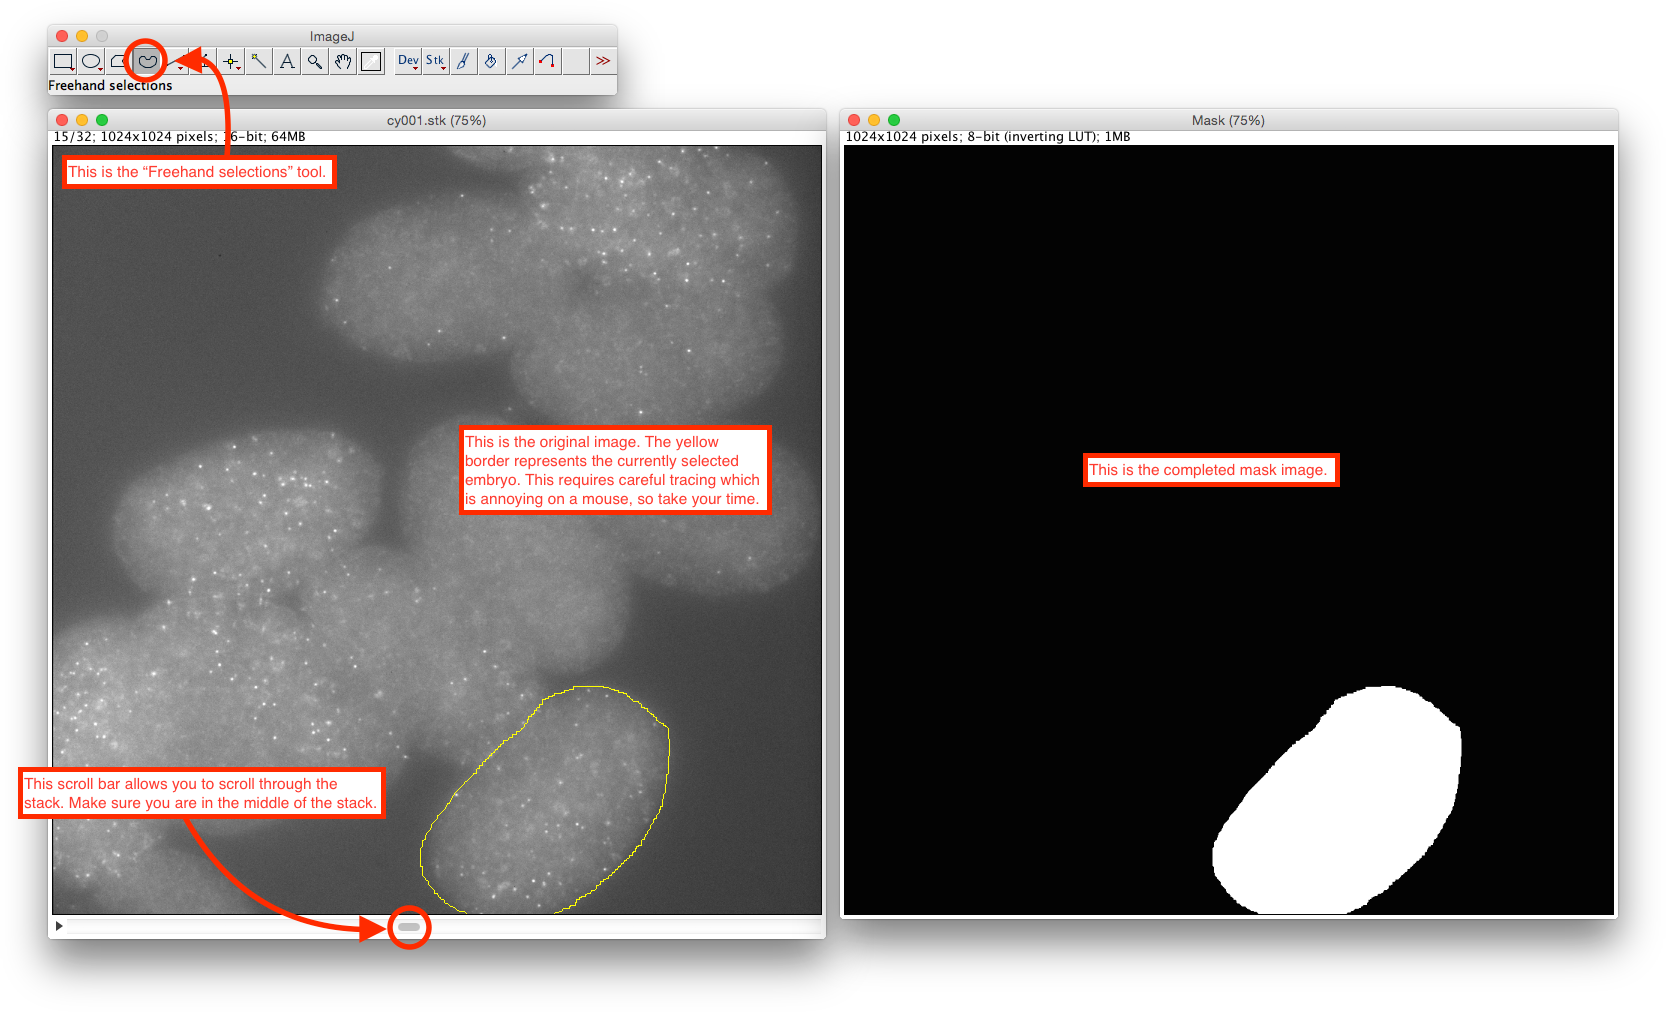 ImageJ
Dev Stk >>
Freehand selections
cy001.stk (75%)
15/32; 1024x1024 pixels; 16-bit; 64MB
This is the “Freehand selections” tool.
This is the original image. The yellow
border represents the currently selected
embryo. This requires careful tracing which
is annoying on a mouse, so take your time.
This scroll bar allows you to scroll through the
stack. Make sure you are in the middle of the stack.
Mask (75%)
1024x1024 pixels; 8-bit (inverting LUT); 1MB
This is the completed mask image.